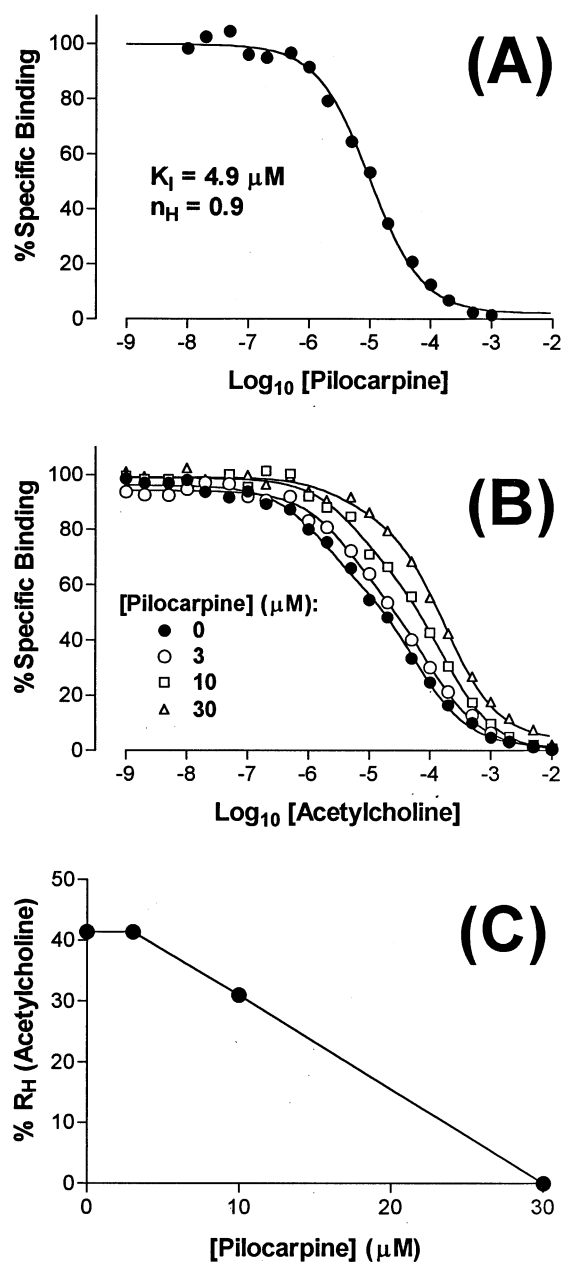 (A)
100
80
60
40
20
0
%Specific Binding
K_I = 4.9 µM
n_H = 0.9
-9 -8 -7 -6 -5 -4 -3 -2
Log₁₀ [Pilocarpine]
(B)
100
80
60
40
20
0
%Specific Binding
[Pilocarpine] (µM):
0
3
10
30
-9 -8 -7 -6 -5 -4 -3 -2
Log₁₀ [Acetylcholine]
(C)
50
40
30
20
10
0
% R_H (Acetylcholine)
0 10 20 30
[Pilocarpine] (µM)